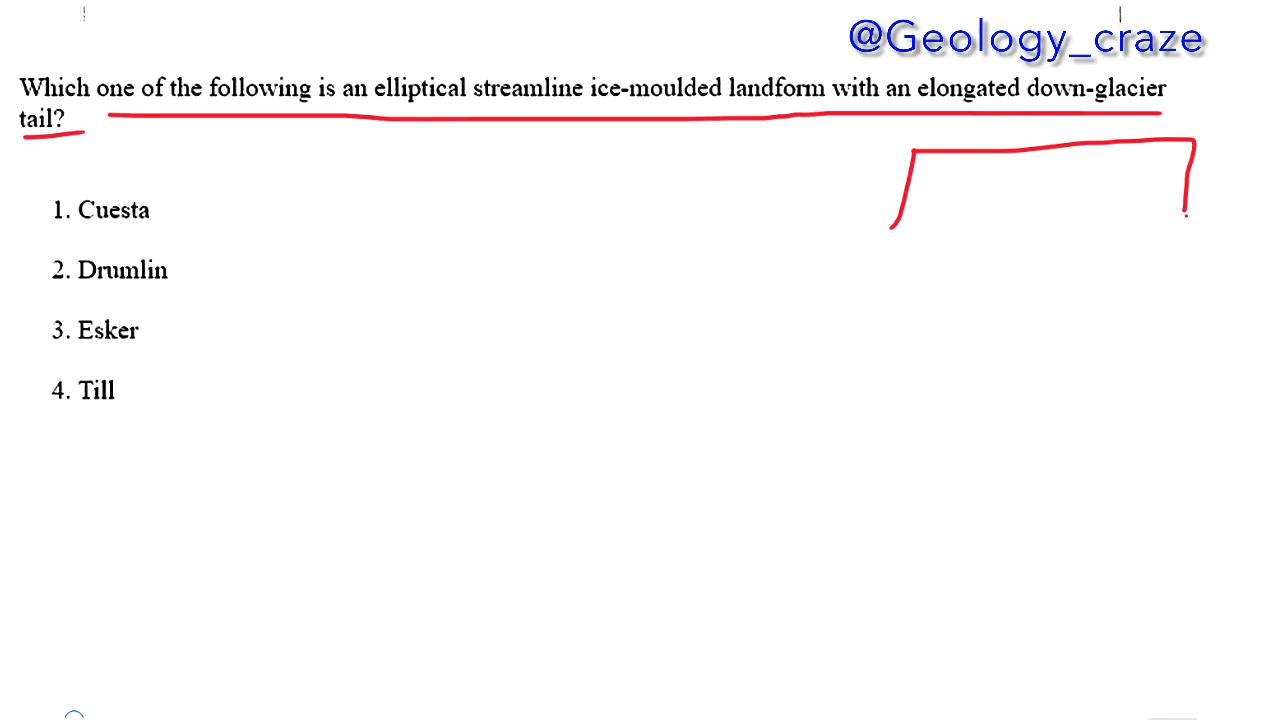 @Geology_craze
Which one of the following is an elliptical streamline ice-moulded landform with an elongated down-glacier
tail?
1. Cuesta
2. Drumlin
3. Esker
4. Till